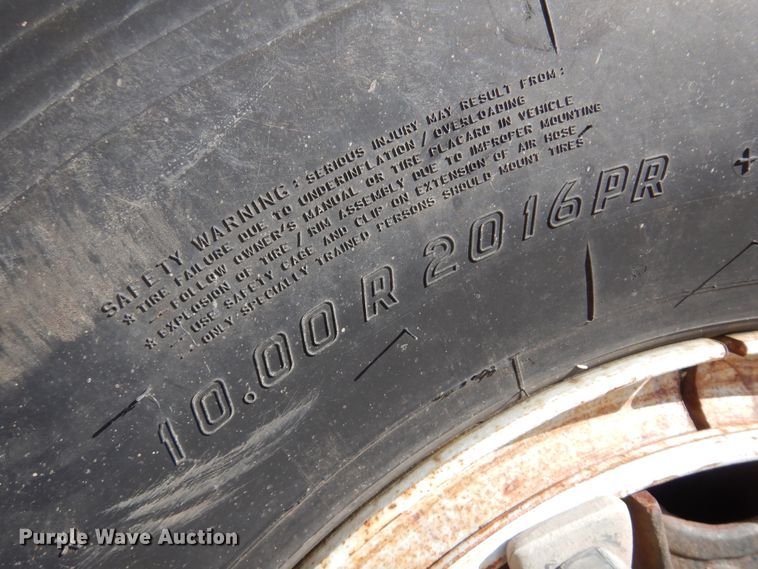 SAFETY WARNING: SERIOUS INJURY MAY RESULT FROM:
* TIRE FAILURE DUE TO UNDERINFLATION / OVERLOADING
-- FOLLOW OWNER'S MANUAL OR TIRE PLACARD IN VEHICLE
* EXPLOSION OF TIRE / RIM ASSEMBLY DUE TO IMPROPER MOUNTING
-- USE SAFETY CAGE AND CLIP ON EXTENSION OF AIR HOSE
-- ONLY SPECIALLY TRAINED PERSONS SHOULD MOUNT TIRES
10.00 R 20 16PR +
Purple Wave Auction